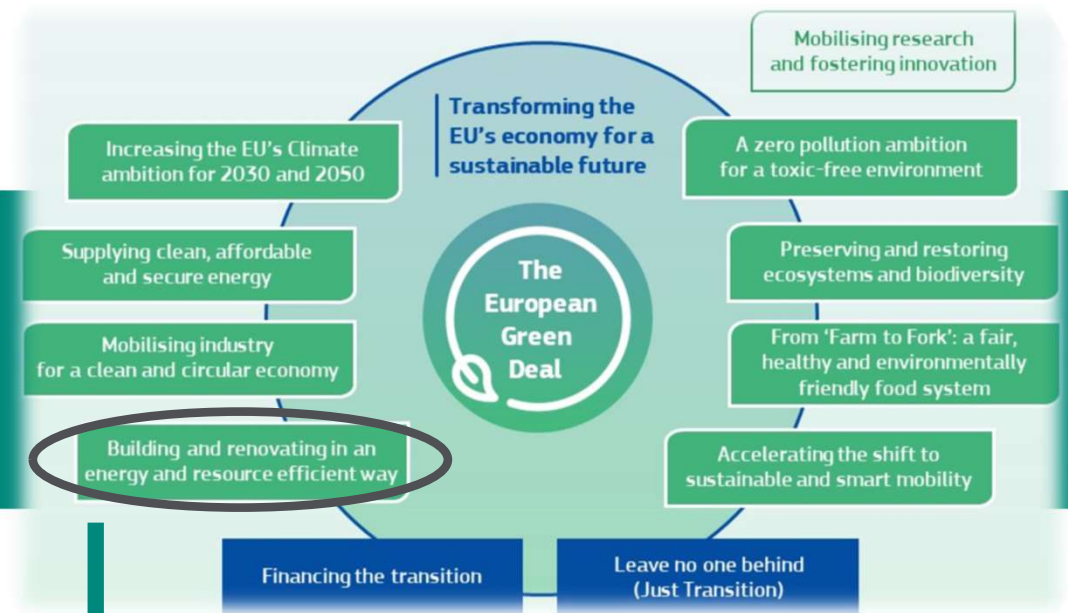 Mobilising research
and fostering innovation
Transforming the
EU's economy for a
sustainable future
Increasing the EU's Climate
ambition for 2030 and 2050
A zero pollution ambition
for a toxic-free environment
Supplying clean, affordable
and secure energy
The
European
Green
Deal
Preserving and restoring
ecosystems and biodiversity
Mobilising industry
for a clean and circular economy
From ‘Farm to Fork’: a fair,
healthy and environmentally
friendly food system
Building and renovating in an
energy and resource efficient way
Accelerating the shift to
sustainable and smart mobility
Financing the transition
Leave no one behind
(Just Transition)